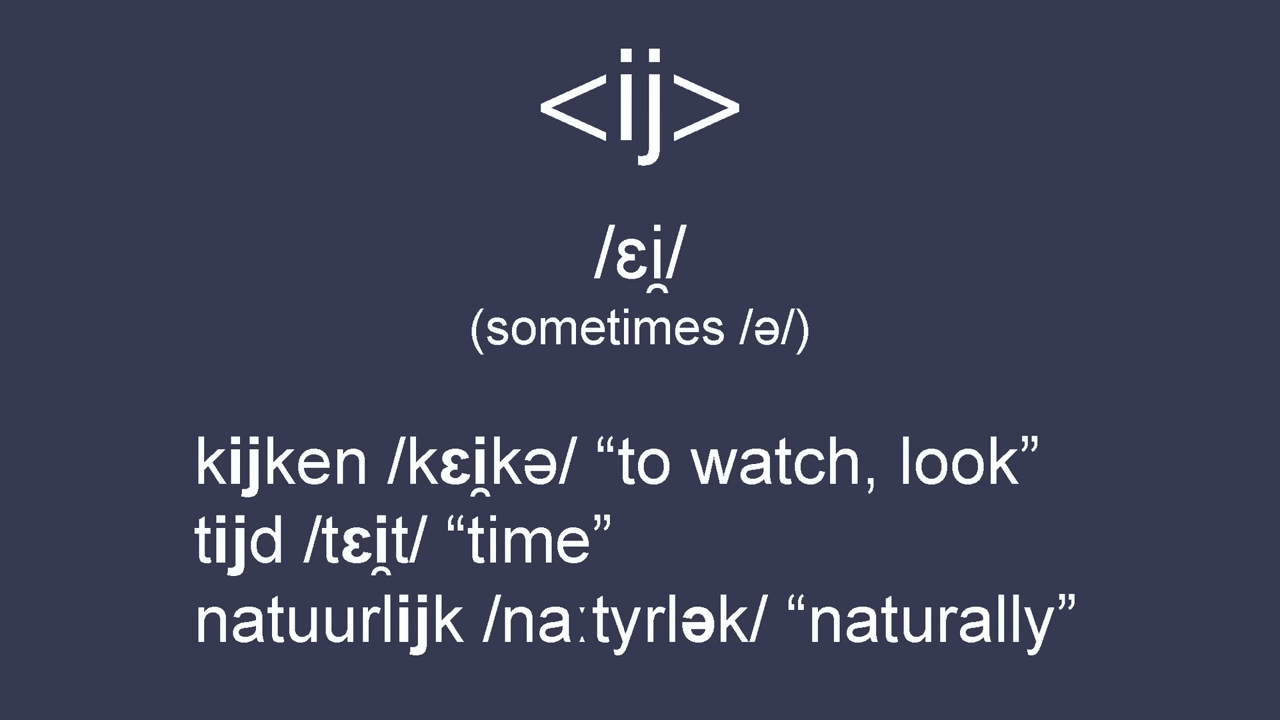 <ij>
/ɛi̯/
(sometimes /ə/)
kijken /kɛi̯kə/ “to watch, look”
tijd /tɛi̯t/ “time”
natuurlijk /naːtyrlək/ “naturally”